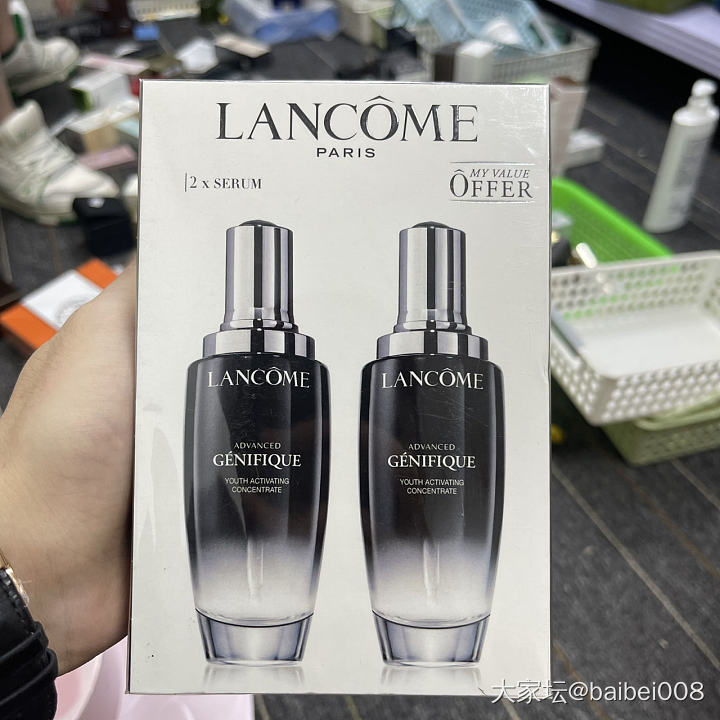 LANCÔME
PARIS
2 x SERUM
MY VALUE
ÔFFER
LANCÔME
ADVANCED
GÉNIFIQUE
YOUTH ACTIVATING
CONCENTRATE
LANCÔME
ADVANCED
GÉNIFIQUE
YOUTH ACTIVATING
CONCENTRATE
大家坛@baibei008